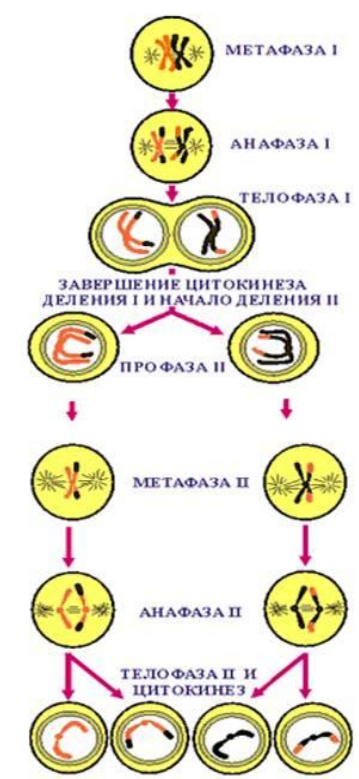 МЕТАФАЗА I
АНАФАЗА I
ТЕЛОФАЗА I
ЗАВЕРШЕНИЕ ЦИТОКИНЕЗА
ДЕЛЕНИЯ I И НАЧАЛО ДЕЛЕНИЯ II
ПРОФАЗА II
МЕТАФАЗА II
АНАФАЗА II
ТЕЛОФАЗА II И
ЦИТОКИНЕЗ